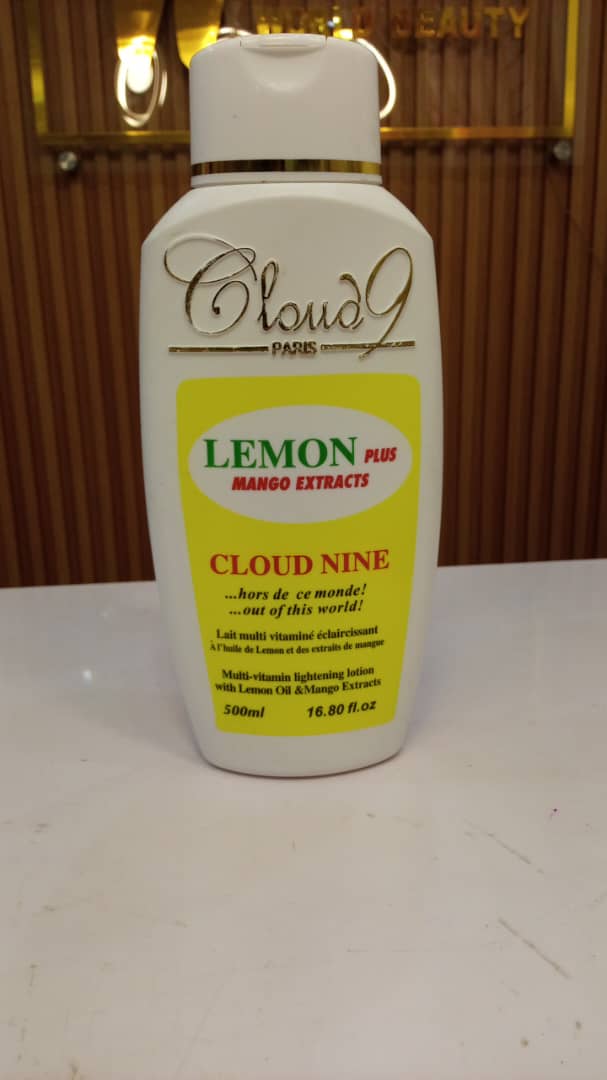 WORLD BEAUTY
Cloud9
PARIS
LEMON PLUS
MANGO EXTRACTS
CLOUD NINE
...hors de ce monde!
...out of this world!
Lait multi vitaminé éclaircissant
À l'huile de Lemon et des extraits de mangue
Multi-vitamin lightening lotion
with Lemon Oil &Mango Extracts
500ml 16.80 fl.oz